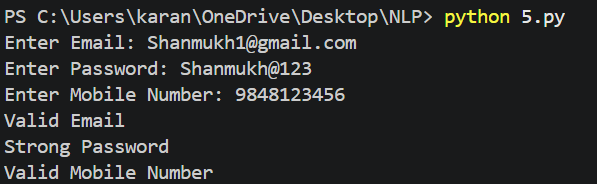 PS C:\Users\karan\OneDrive\Desktop\NLP> python 5.py
Enter Email: Shanmukh1@gmail.com
Enter Password: Shanmukh@123
Enter Mobile Number: 9848123456
Valid Email
Strong Password
Valid Mobile Number